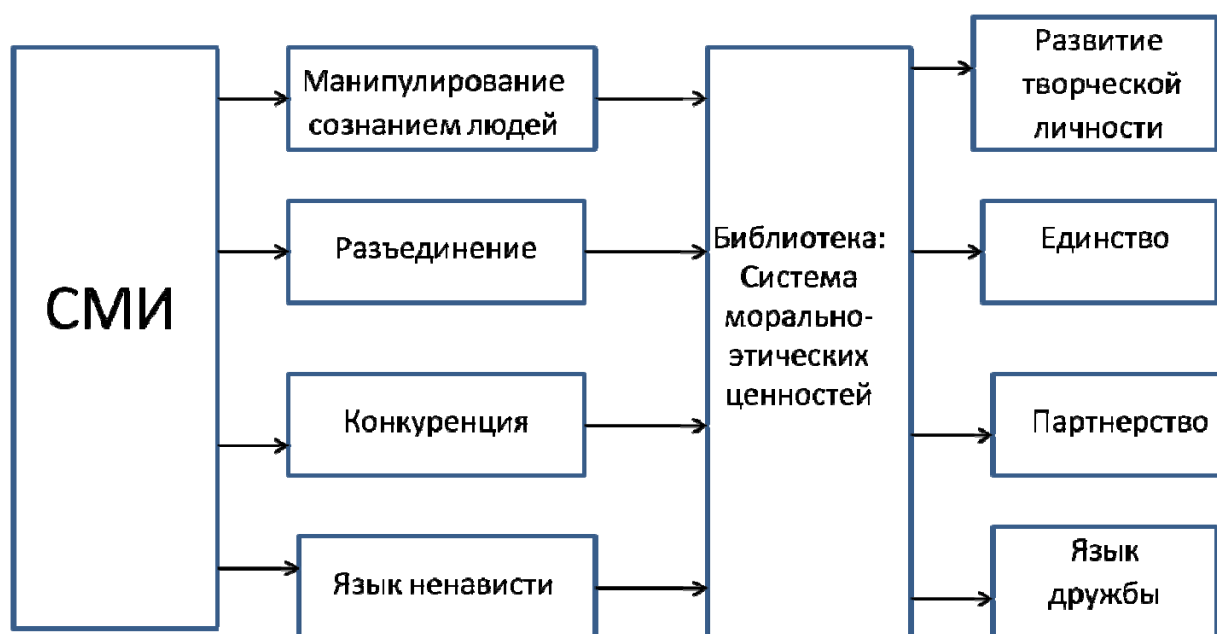 СМИ
Манипулирование
сознанием людей
Разъединение
Конкуренция
Язык ненависти
Библиотека:
Система
морально-
этических
ценностей
Развитие
творческой
личности
Единство
Партнерство
Язык
дружбы